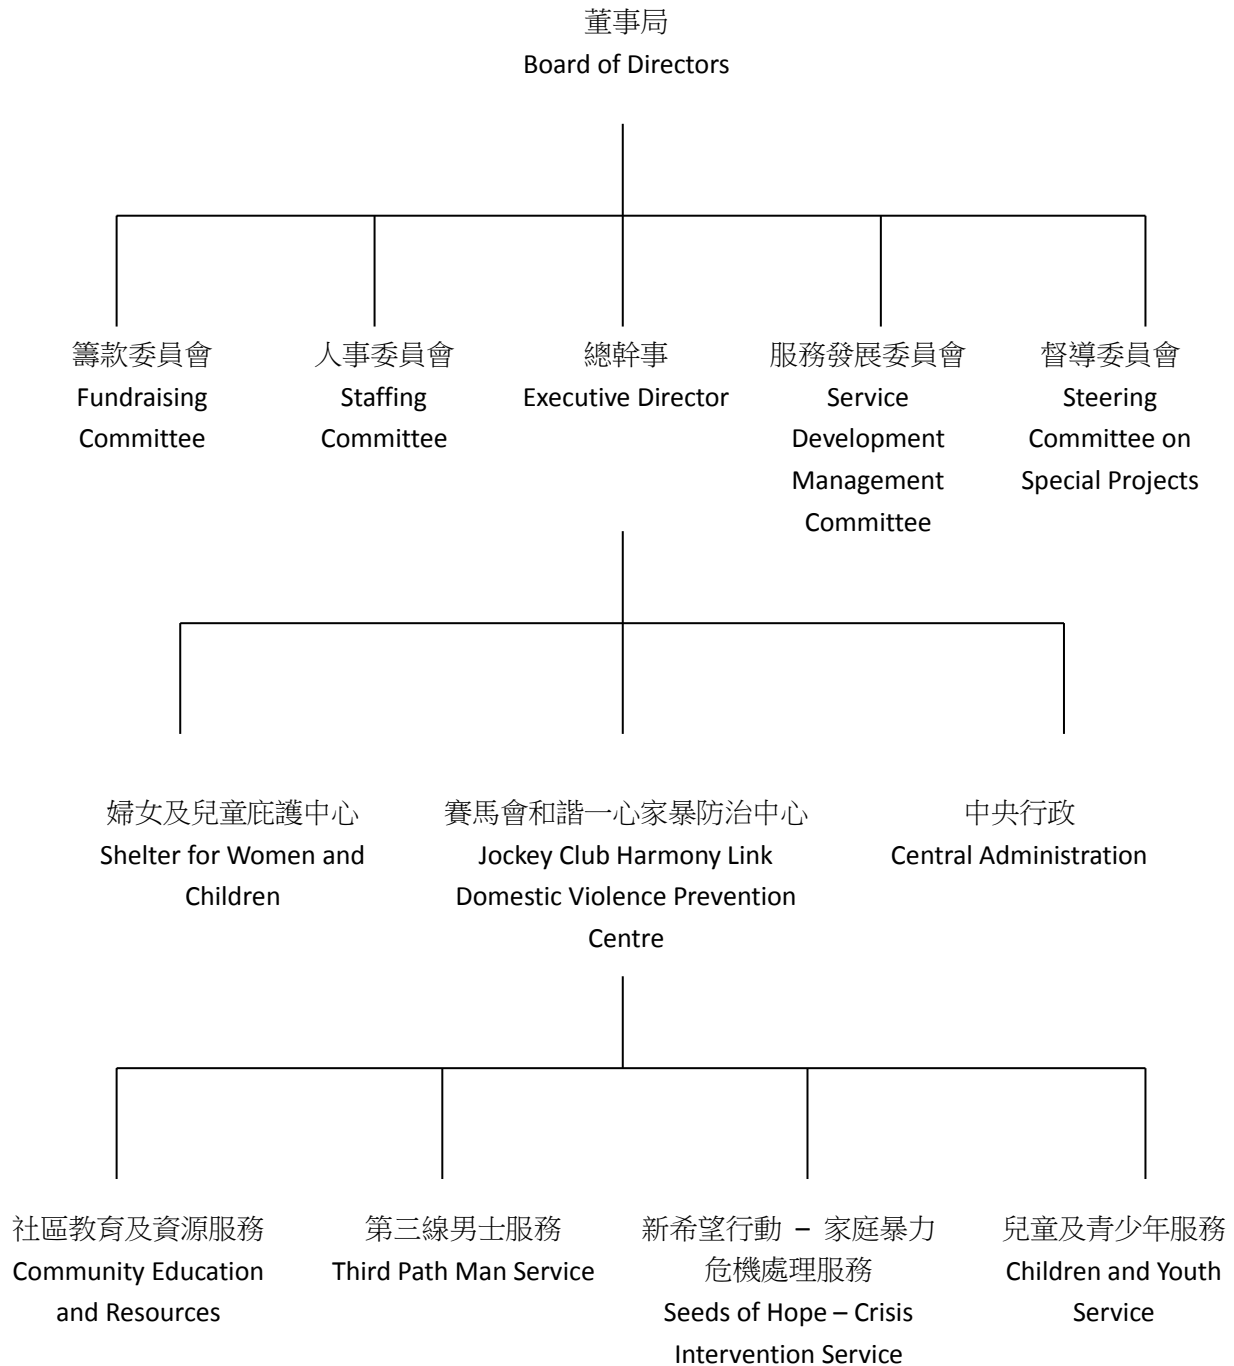 董事局
Board of Directors
籌款委員會
Fundraising
Committee
人事委員會
Staffing
Committee
總幹事
Executive Director
服務發展委員會
Service
Development
Management
Committee
督導委員會
Steering
Committee on
Special Projects
婦女及兒童庇護中心
Shelter for Women and
Children
賽馬會和諧一心家暴防治中心
Jockey Club Harmony Link
Domestic Violence Prevention
Centre
中央行政
Central Administration
社區教育及資源服務
Community Education
and Resources
第三線男士服務
Third Path Man Service
新希望行動 – 家庭暴力
危機處理服務
Seeds of Hope – Crisis
Intervention Service
兒童及青少年服務
Children and Youth
Service